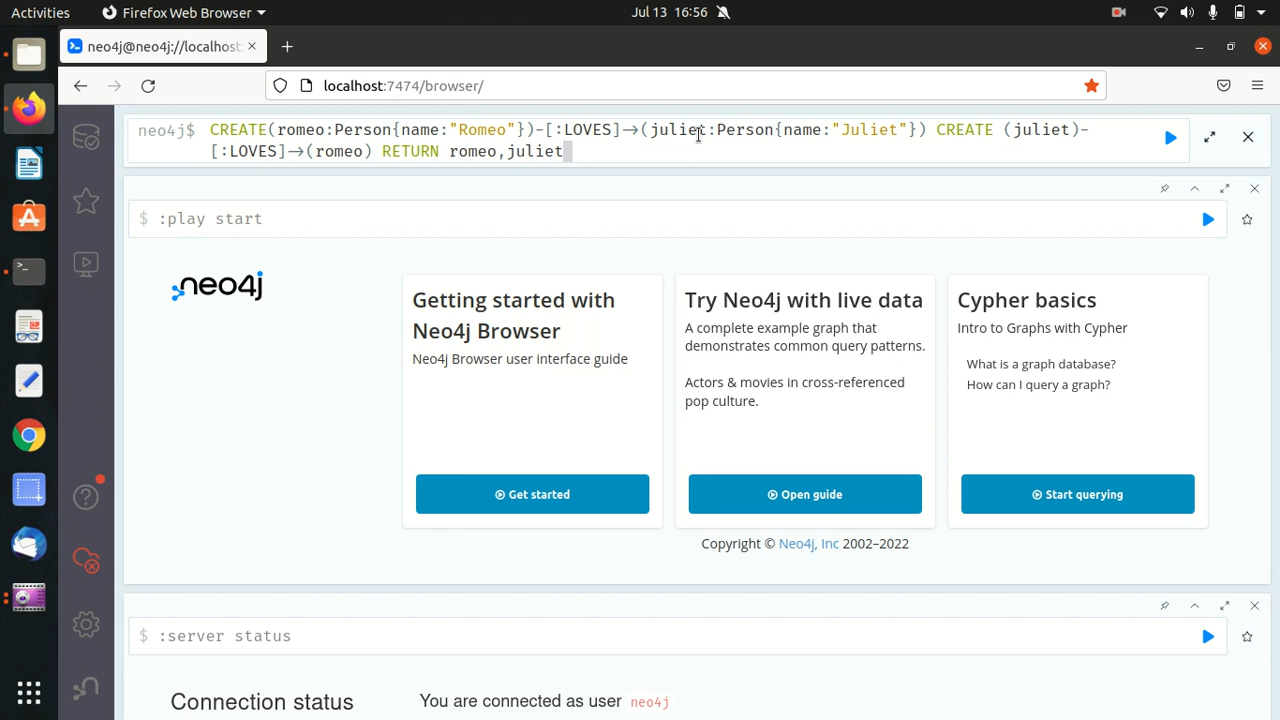 Activities
Firefox Web Browser
Jul 13 16:56
neo4j@neo4j://localhost:
localhost:7474/browser/
neo4j$ CREATE(romeo:Person{name:"Romeo"})-[:LOVES]->(juliet:Person{name:"Juliet"}) CREATE (juliet)-
[:LOVES]->(romeo) RETURN romeo,juliet
$ :play start
neo4j
Getting started with
Neo4j Browser
Neo4j Browser user interface guide
Get started
Try Neo4j with live data
A complete example graph that
demonstrates common query patterns.
Actors & movies in cross-referenced
pop culture.
Open guide
Cypher basics
Intro to Graphs with Cypher
What is a graph database?
How can I query a graph?
Start querying
Copyright © Neo4j, Inc 2002–2022
$ :server status
Connection status
You are connected as user neo4j